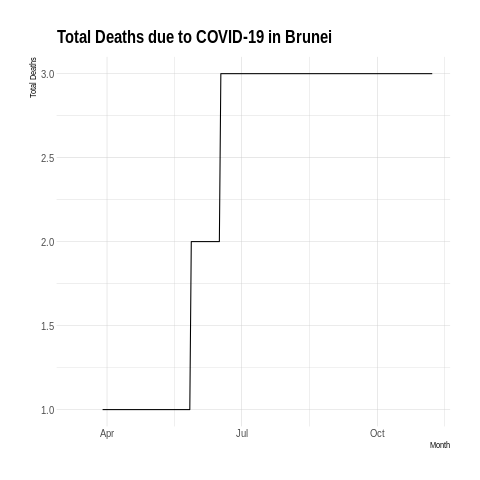 Total Deaths due to COVID-19 in Brunei
Total Deaths
3.0
2.5
2.0
1.5
1.0
Apr
Jul
Oct
Month